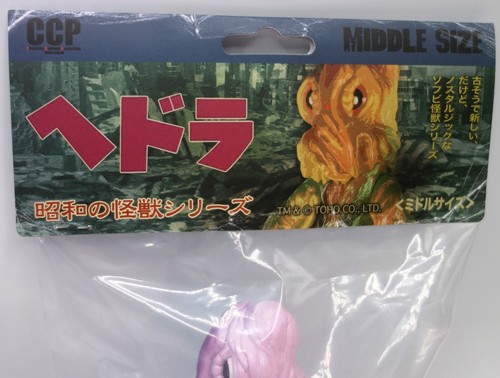 CCP
MIDDLE SIZE
ヘドラ
古そうで新しい、
だけど、
ノスタルジックな
ソフビ怪獣シリーズ
昭和の怪獣シリーズ
TM & © TOHO CO., LTD.
<ミドルサイズ>